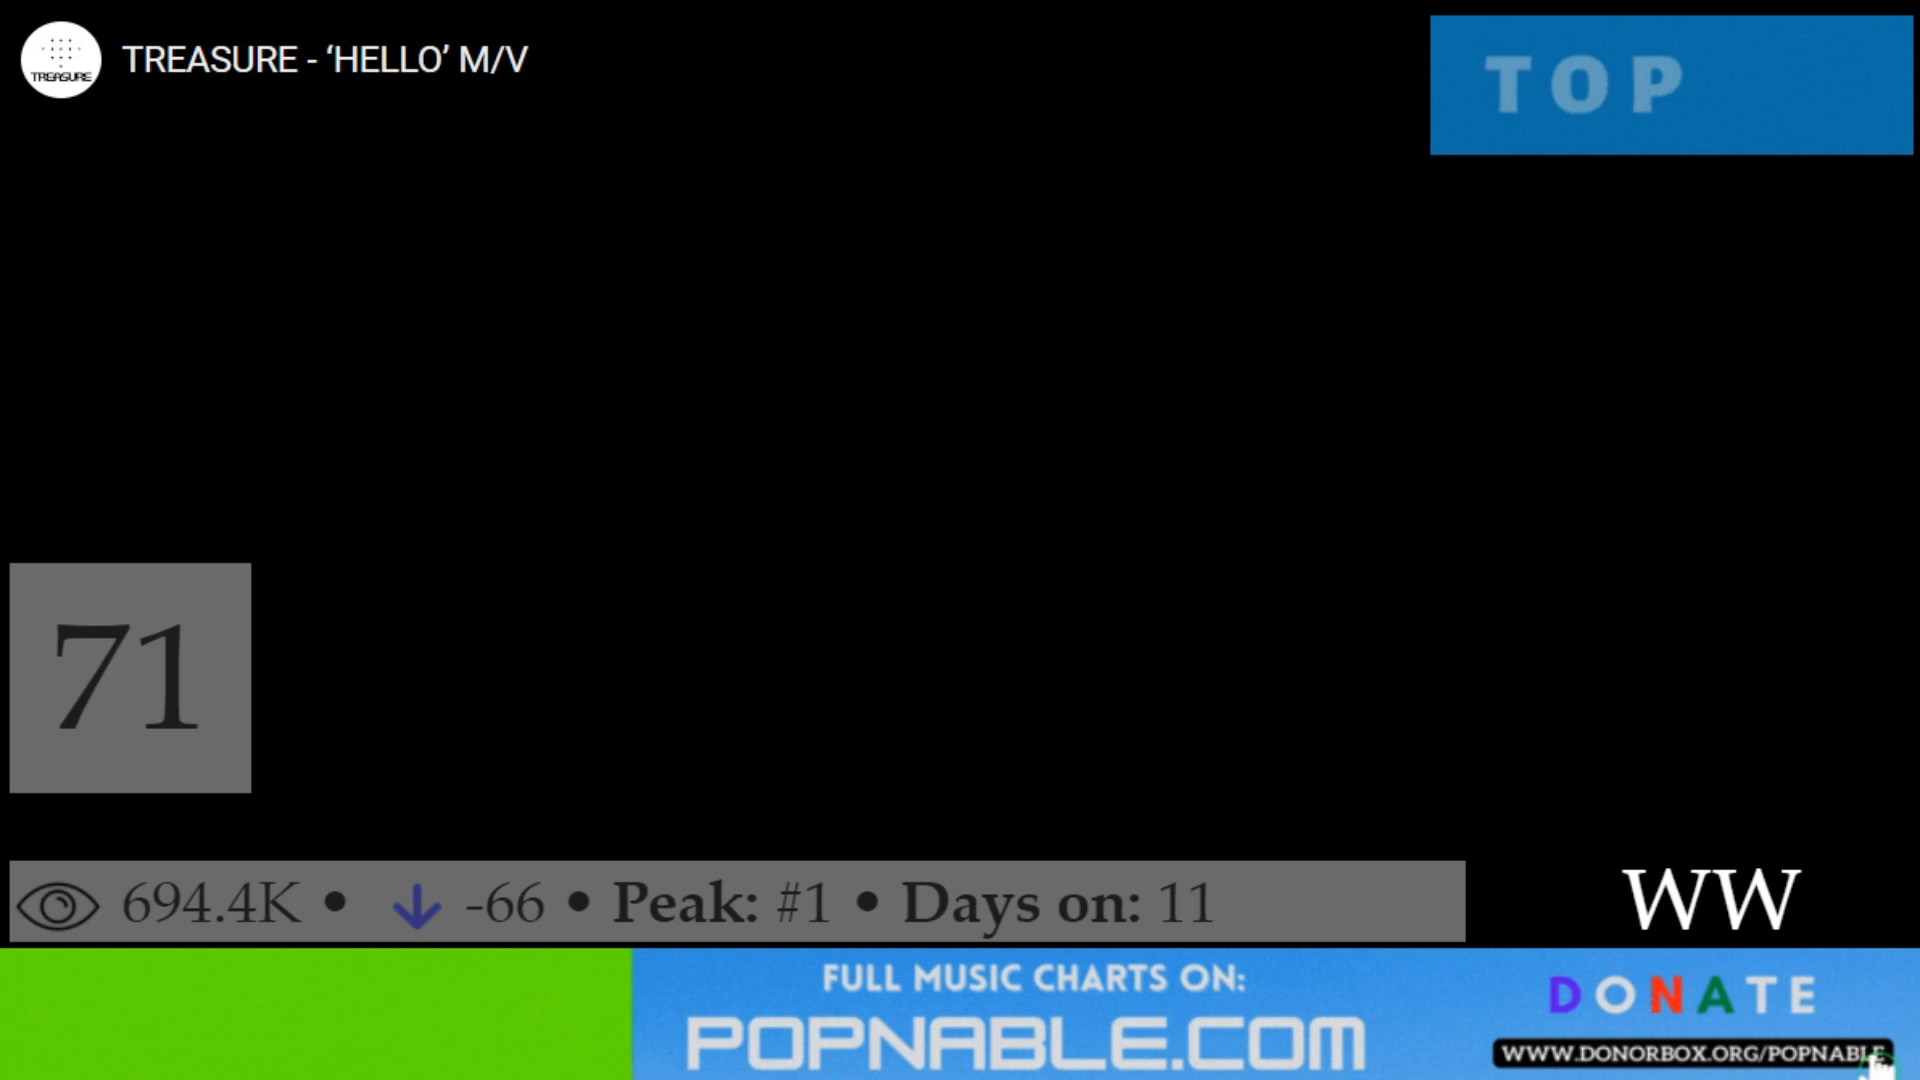 TREASURE
TREASURE - ‘HELLO’ M/V
TOP
71
694.4K • -66 • Peak: #1 • Days on: 11
WW
FULL MUSIC CHARTS ON:
POPNABLE.COM
DONATE
WWW.DONORBOX.ORG/POPNABLE